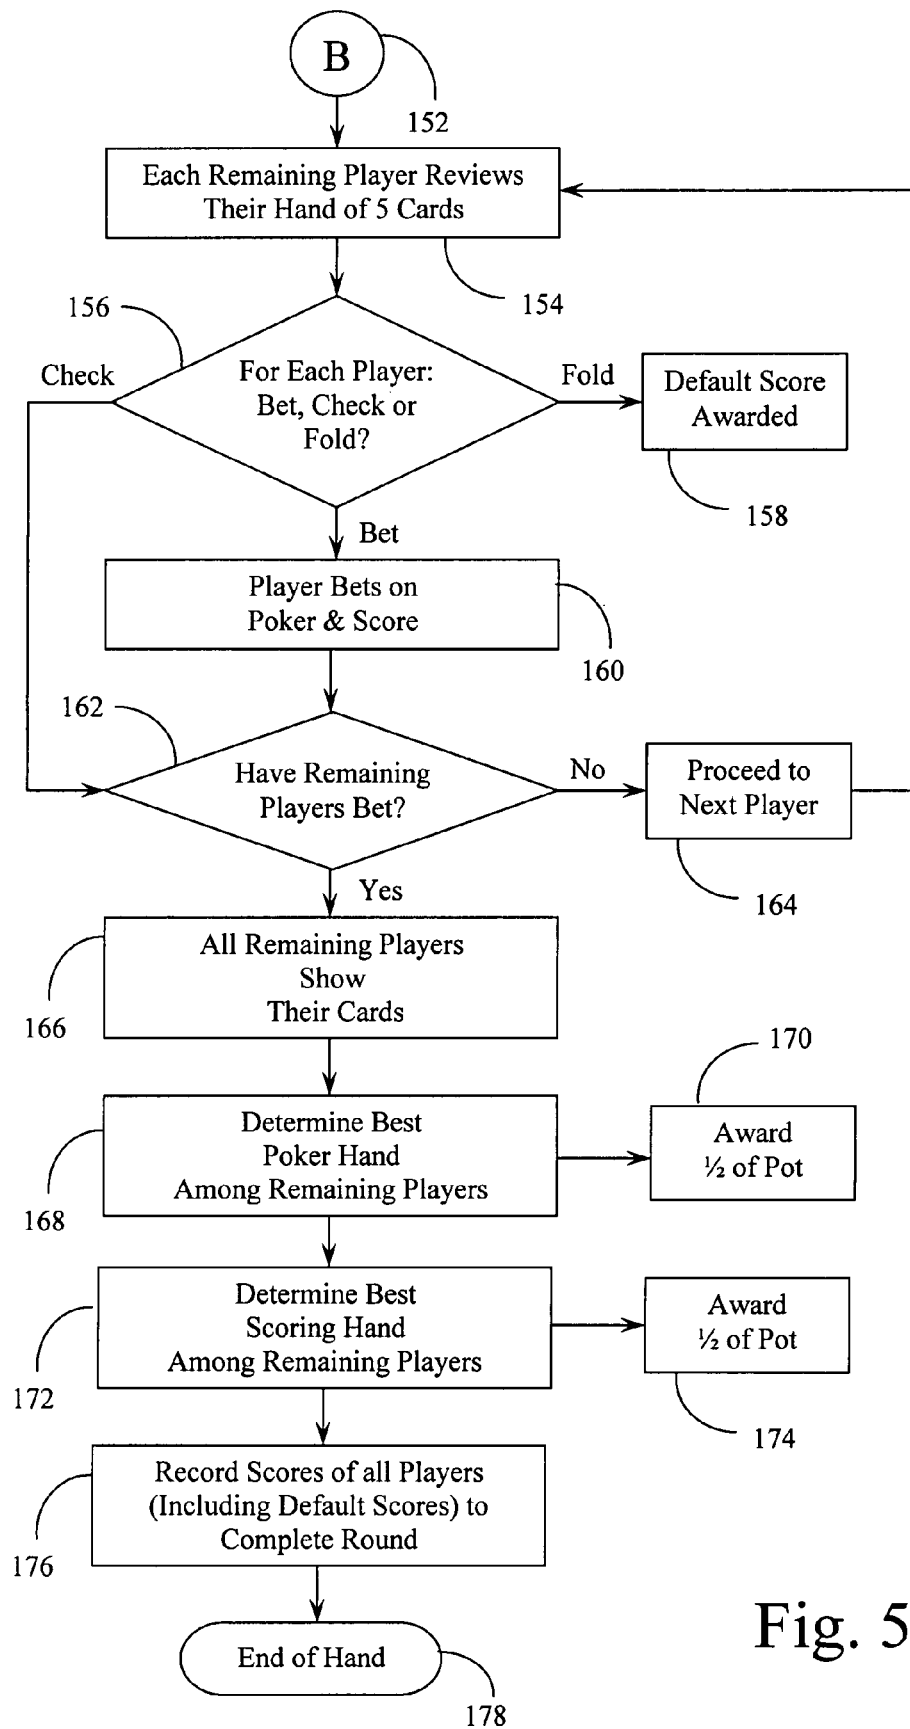 B
152
Each Remaining Player Reviews
Their Hand of 5 Cards
154
156
Check
For Each Player:
Bet, Check or
Fold?
Fold
Default Score
Awarded
158
Bet
Player Bets on
Poker & Score
160
162
Have Remaining
Players Bet?
No
Proceed to
Next Player
164
Yes
All Remaining Players
Show
Their Cards
166
170
Determine Best
Poker Hand
Among Remaining Players
168
Award
½ of Pot
Determine Best
Scoring Hand
Among Remaining Players
172
Award
½ of Pot
174
Record Scores of all Players
(Including Default Scores) to
Complete Round
176
End of Hand
178
Fig. 5